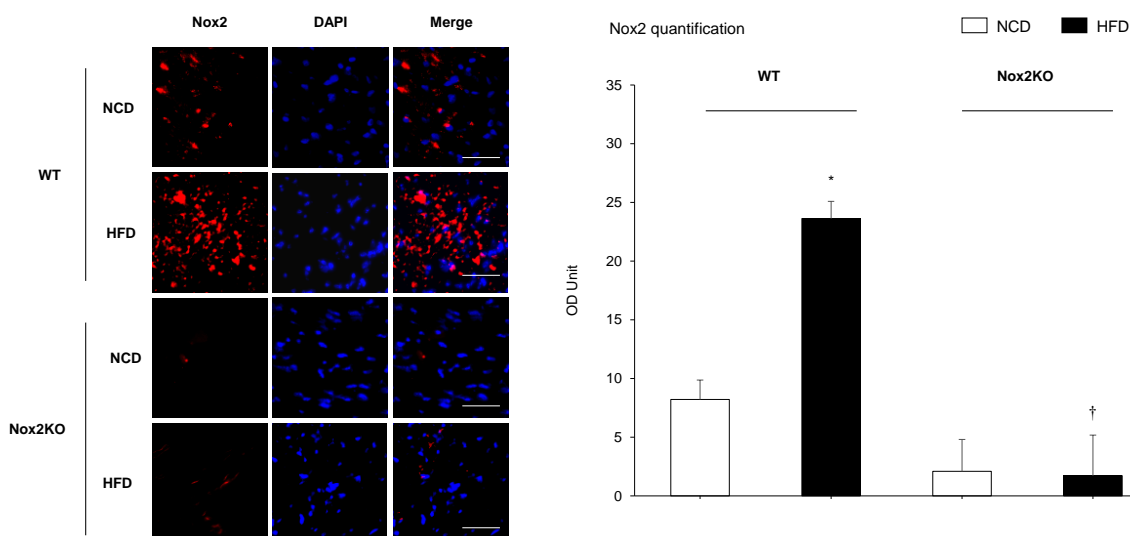 Nox2 DAPI Merge
WT
NCD
HFD
Nox2KO
NCD
HFD
Nox2 quantification
NCD HFD
WT Nox2KO
OD Unit
35
30
25
20
15
10
5
0
*
†